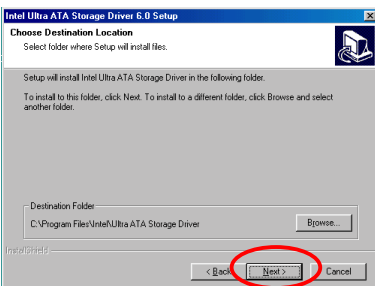 Intel Ultra ATA Storage Driver 6.0 Setup
Choose Destination Location
Select folder where Setup will install files.
Setup will install Intel Ultra ATA Storage Driver in the following folder.
To install to this folder, click Next. To install to a different folder, click Browse and select
another folder.
Destination Folder
C:\Program Files\Intel\Ultra ATA Storage Driver
Browse...
InstallShield
< Back
Next >
Cancel